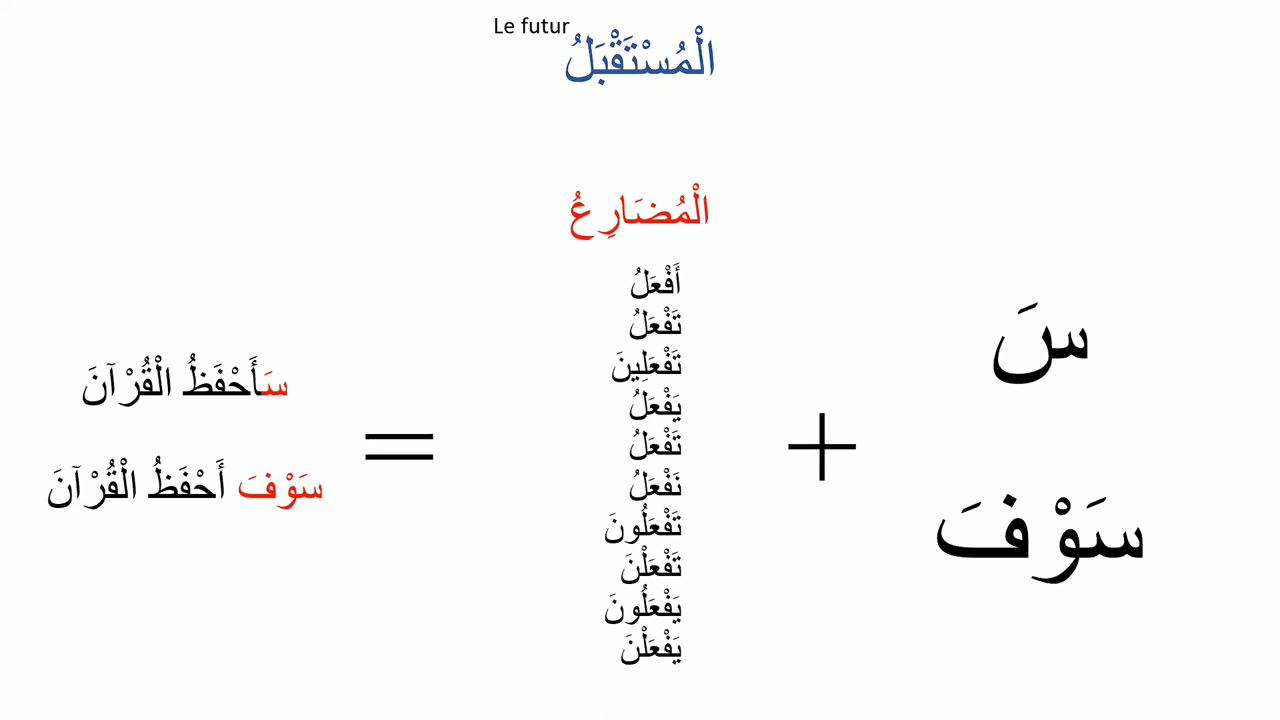 Le futur
الْمُسْتَقْبَلُ
الْمُضَارِعُ
أَفْعَلُ
تَفْعَلُ
تَفْعَلِينَ
يَفْعَلُ
تَفْعَلُ
نَفْعَلُ
تَفْعَلُونَ
تَفْعَلْنَ
يَفْعَلُونَ
يَفْعَلْنَ
سَ
+
سَوْفَ
=
سَأَحْفَظُ الْقُرْآنَ
سَوْفَ أَحْفَظُ الْقُرْآنَ